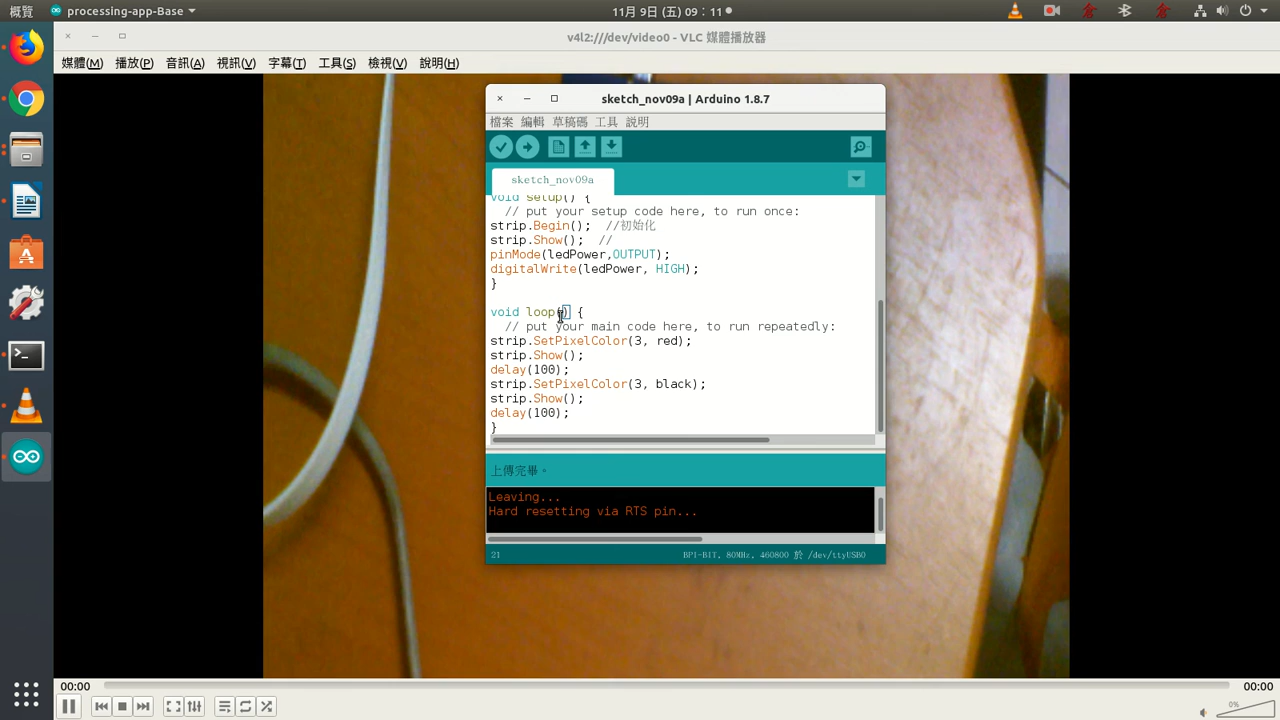 概覽
processing-app-Base
11月 9日 (五) 09:11
v4l2:///dev/video0 - VLC 媒體播放器
媒體(M) 播放(P) 音訊(A) 視訊(V) 字幕(T) 工具(S) 檢視(V) 說明(H)
sketch_nov09a | Arduino 1.8.7
檔案 編輯 草稿碼 工具 説明
sketch_nov09a
void setup() {
// put your setup code here, to run once:
strip.Begin(); //初始化
strip.Show(); //
pinMode(ledPower,OUTPUT);
digitalWrite(ledPower, HIGH);
}
void loop() {
// put your main code here, to run repeatedly:
strip.SetPixelColor(3, red);
strip.Show();
delay(100);
strip.SetPixelColor(3, black);
strip.Show();
delay(100);
}
上傳完畢。
Leaving...
Hard resetting via RTS pin...
21
BPI-BIT, 80MHz, 460800 於 /dev/ttyUSB0
00:00
00:00
0%